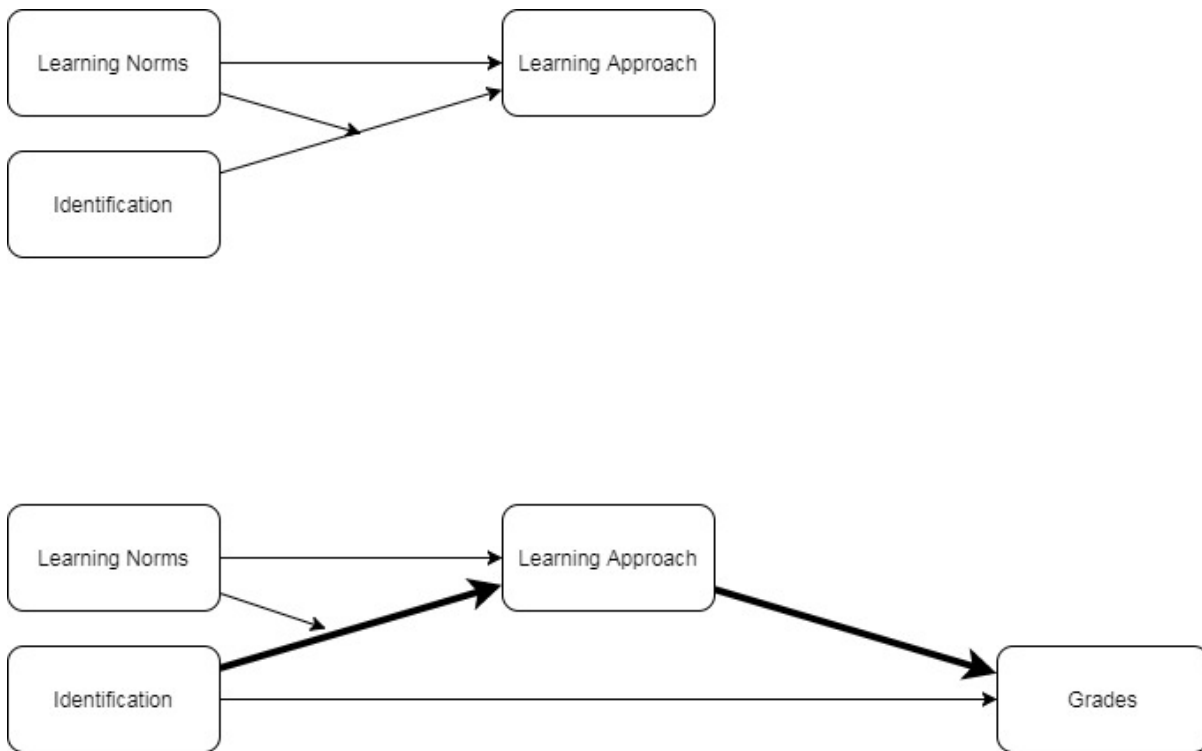 Learning Norms
Learning Approach
Identification
Learning Norms
Learning Approach
Identification
Grades